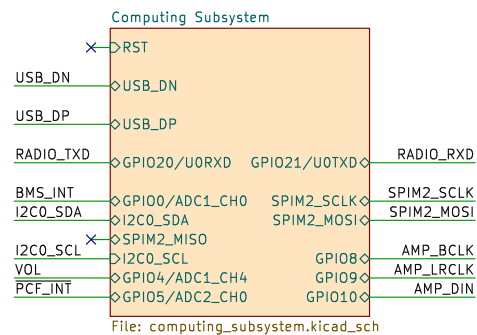 Computing Subsystem
RST
USB_DN
USB_DN
USB_DP
USB_DP
RADIO_TXD
GPIO20/U0RXD
GPIO21/U0TXD
RADIO_RXD
BMS_INT
GPIO0/ADC1_CH0
SPIM2_SCLK
SPIM2_SCLK
I2C0_SDA
I2C0_SDA
SPIM2_MOSI
SPIM2_MOSI
SPIM2_MISO
I2C0_SCL
I2C0_SCL
GPIO8
AMP_BCLK
VOL
GPIO4/ADC1_CH4
GPIO9
AMP_LRCLK
PCF_INT
GPIO5/ADC2_CH0
GPIO10
AMP_DIN
File: computing_subsystem.kicad_sch